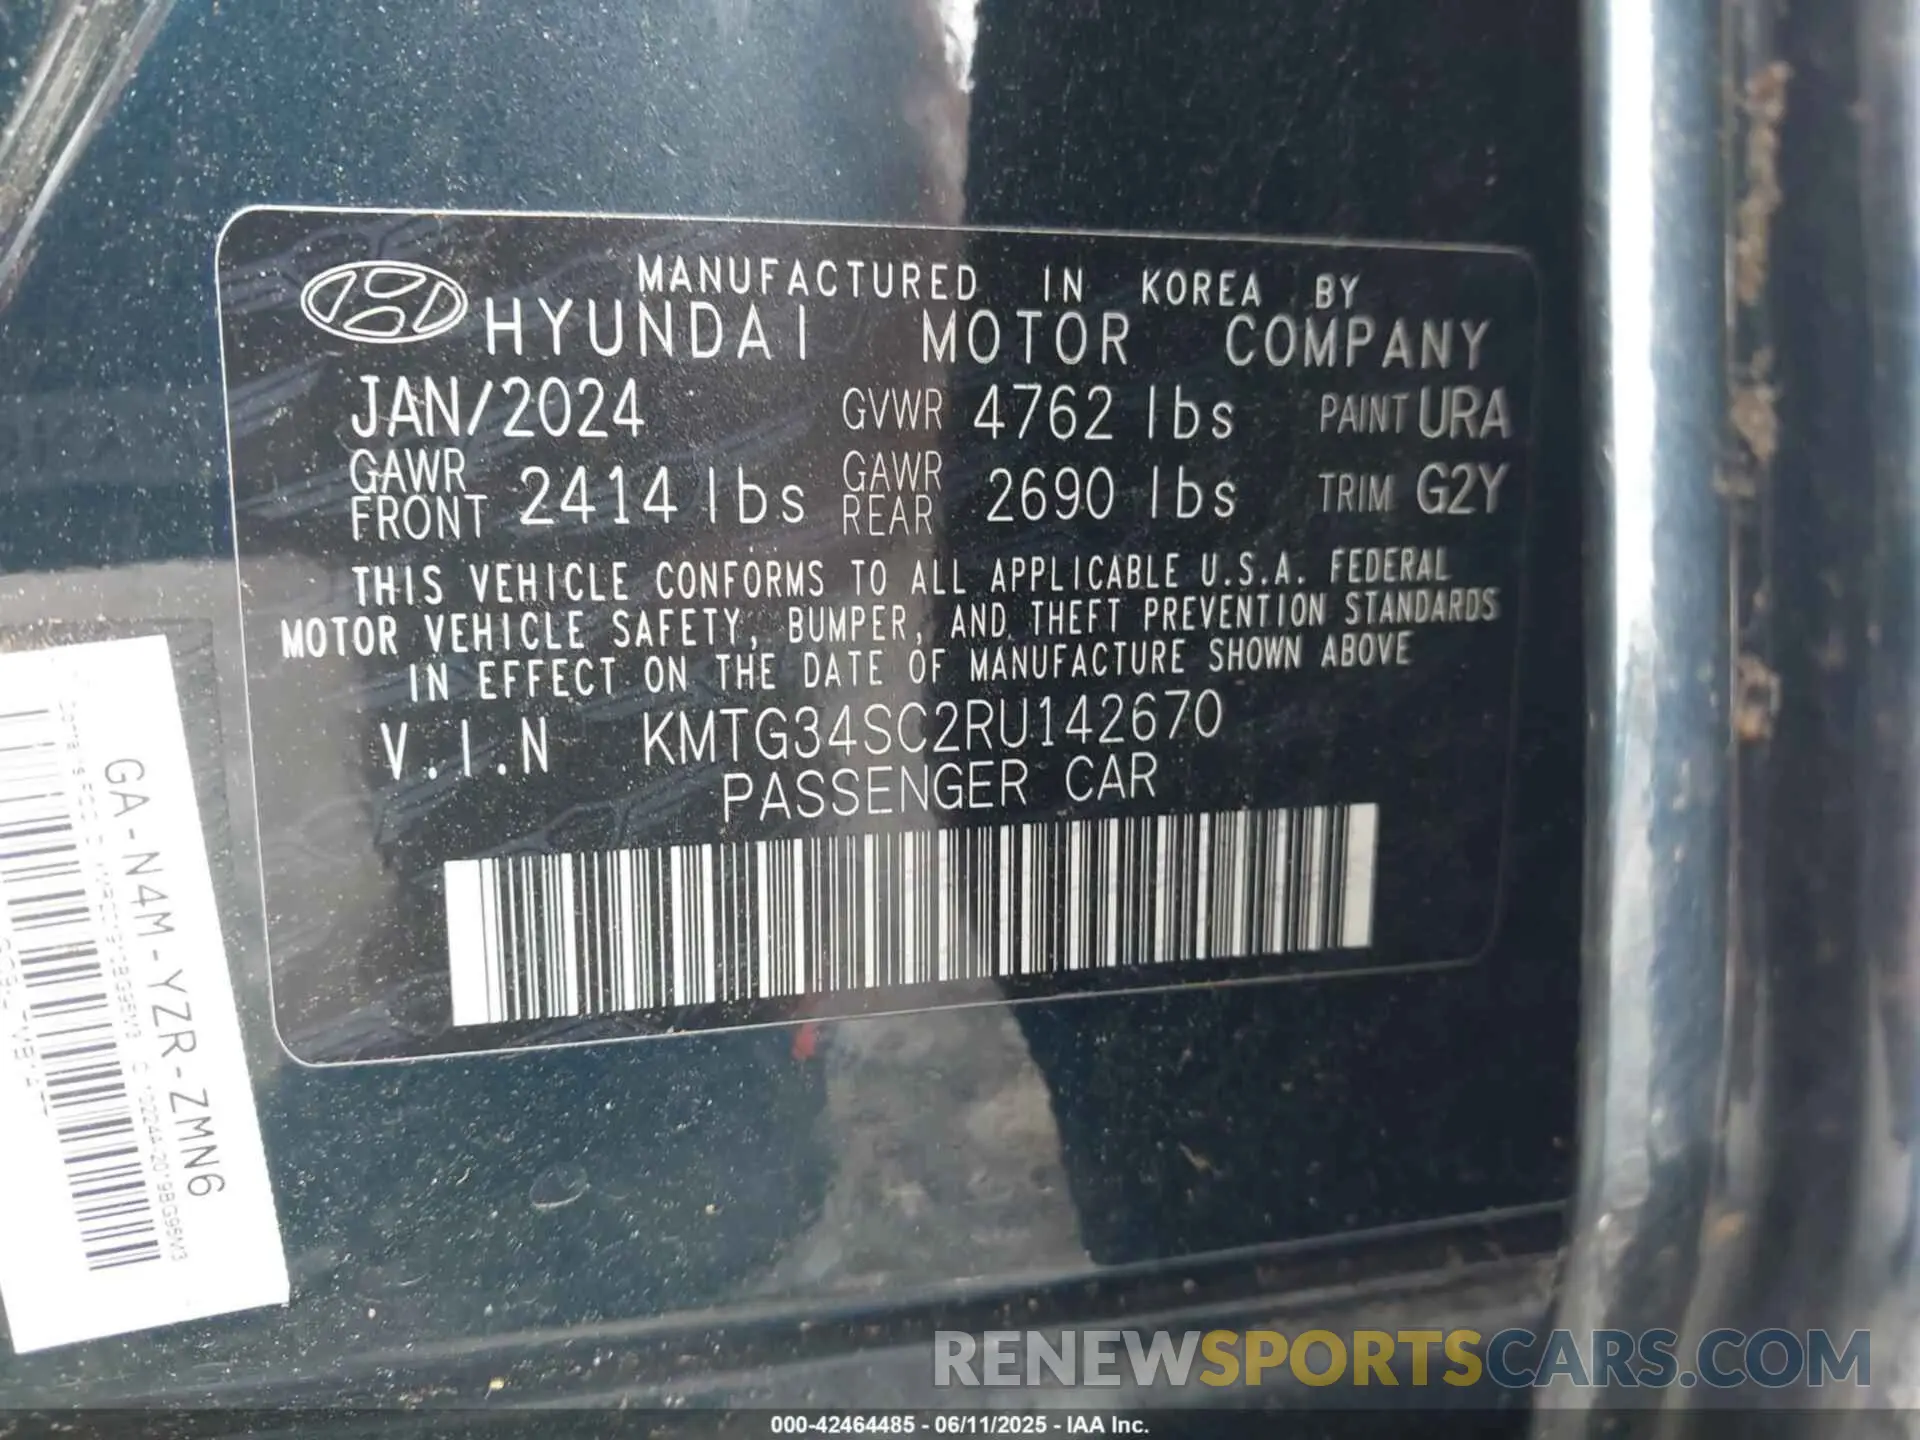 MANUFACTURED IN KOREA BY
HYUNDAI MOTOR COMPANY
JAN/2024 GVWR 4762 lbs PAINT URA
GAWR FRONT 2414 lbs GAWR REAR 2690 lbs TRIM G2Y
THIS VEHICLE CONFORMS TO ALL APPLICABLE U.S.A. FEDERAL
MOTOR VEHICLE SAFETY, BUMPER, AND THEFT PREVENTION STANDARDS
IN EFFECT ON THE DATE OF MANUFACTURE SHOWN ABOVE
V.I.N KMTG34SC2RU142670
PASSENGER CAR
GA-N4M-YZR-ZMN6
RENEWSPORTSCARS.COM
000-42464485 - 06/11/2025 - IAA Inc.